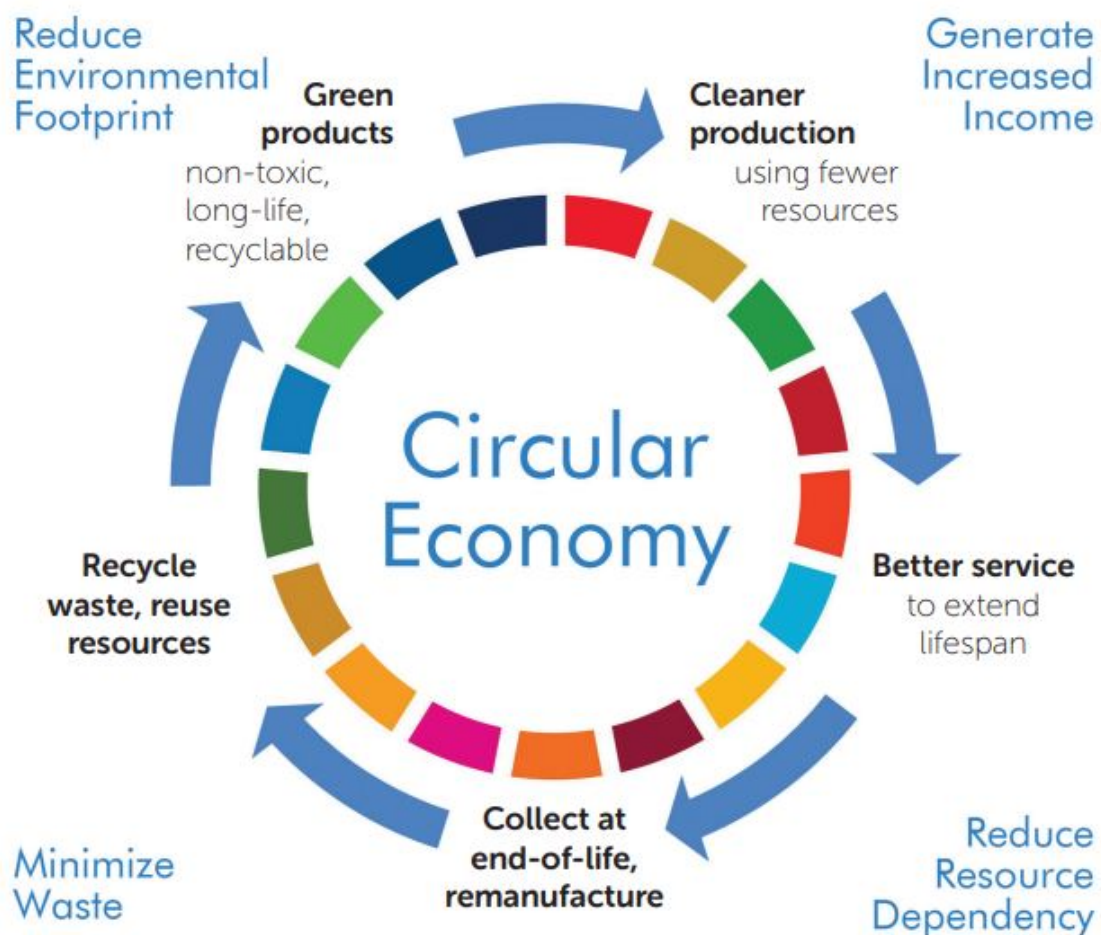 Reduce
Environmental
Footprint
Generate
Increased
Income
Green
products
non-toxic,
long-life,
recyclable
Cleaner
production
using fewer
resources
Circular
Economy
Better service
to extend
lifespan
Recycle
waste, reuse
resources
Collect at
end-of-life,
remanufacture
Minimize
Waste
Reduce
Resource
Dependency